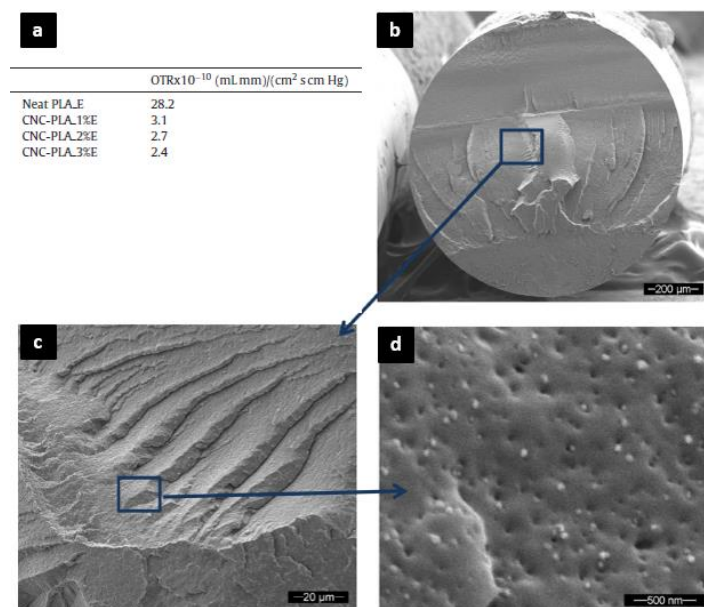 a
OTRx10⁻¹⁰ (mL mm)/(cm² s cm Hg)
Neat PLA_E 28.2
CNC-PLA_1%E 3.1
CNC-PLA_2%E 2.7
CNC-PLA_3%E 2.4
b
200 µm
c
20 µm
d
500 nm